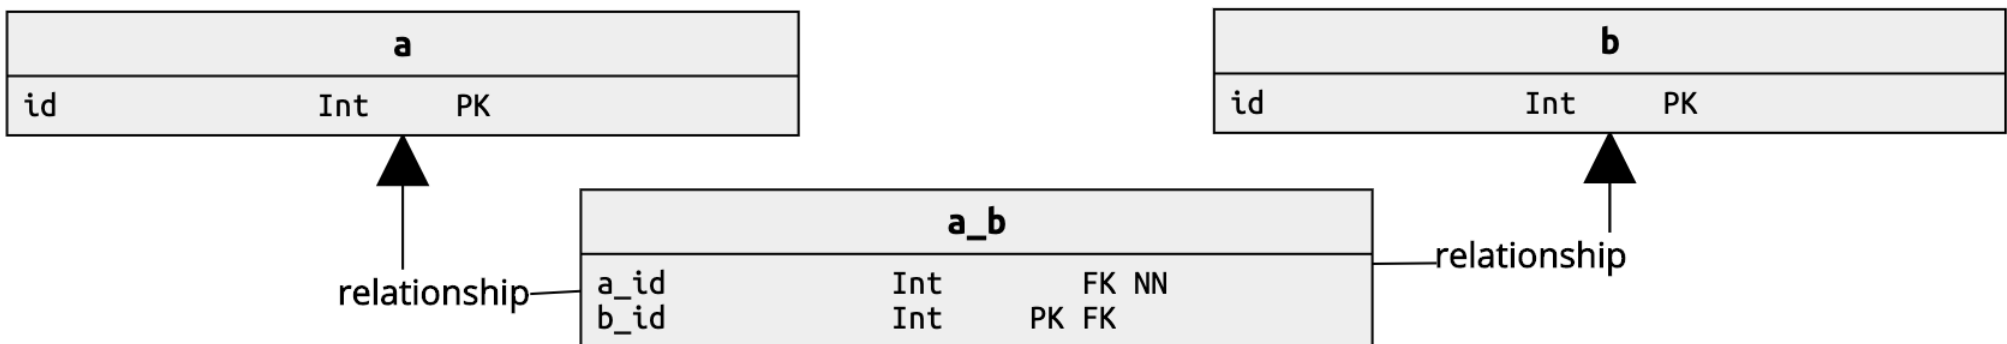 a
id Int PK
b
id Int PK
a_b
a_id Int FK NN
b_id Int PK FK
relationship
relationship